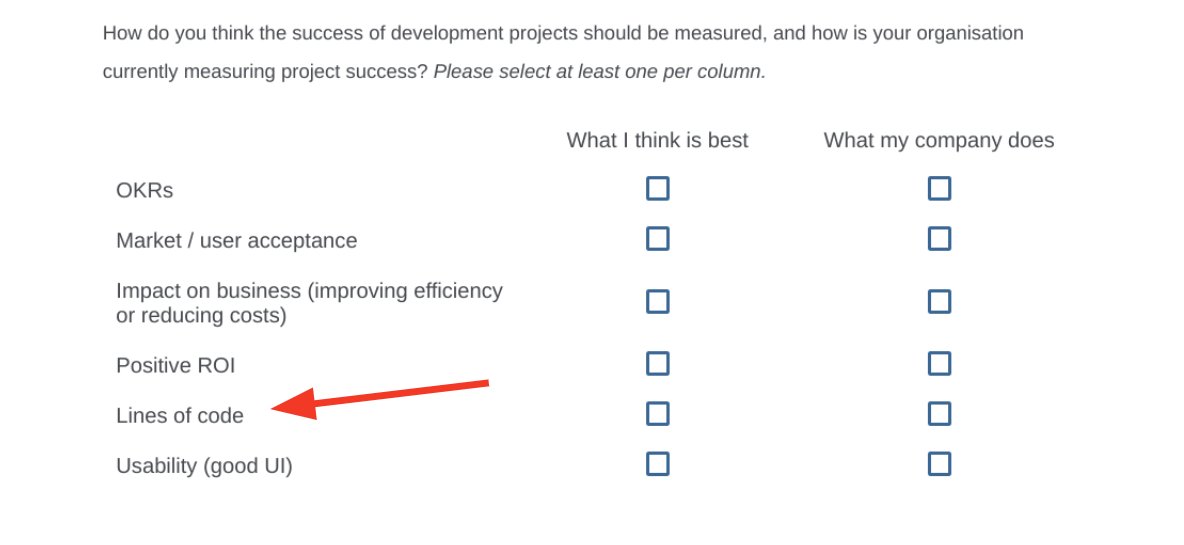 How do you think the success of development projects should be measured, and how is your organisation
currently measuring project success? Please select at least one per column.
What I think is best What my company does
OKRs
Market / user acceptance
Impact on business (improving efficiency
or reducing costs)
Positive ROI
Lines of code
Usability (good UI)